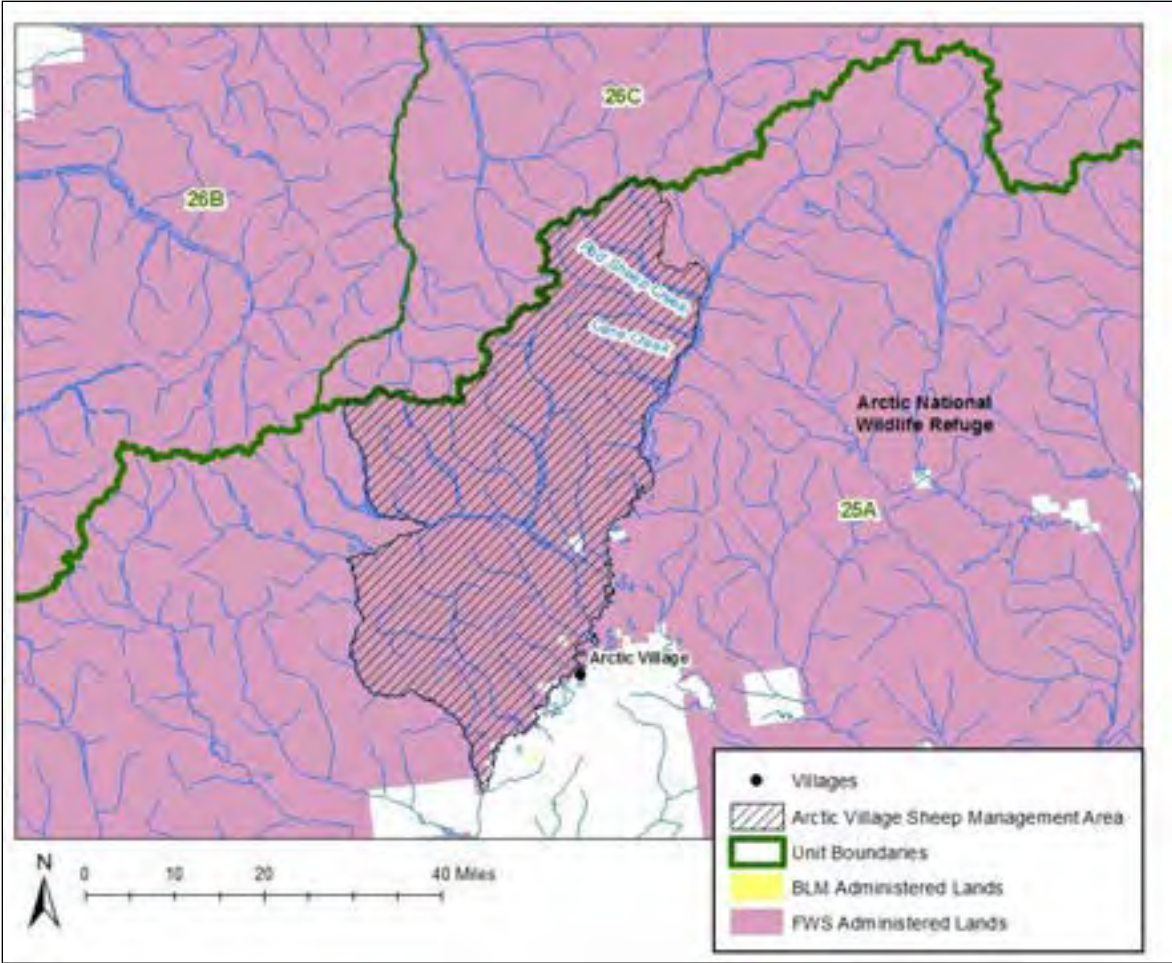 26C
26B
Red Sheep Creek
Cane Creek
Arctic National
Wildlife Refuge
25A
Arctic Village
Villages
Arctic Village Sheep Management Area
Unit Boundaries
BLM Administered Lands
FWS Administered Lands
N
0 10 20 40 Miles